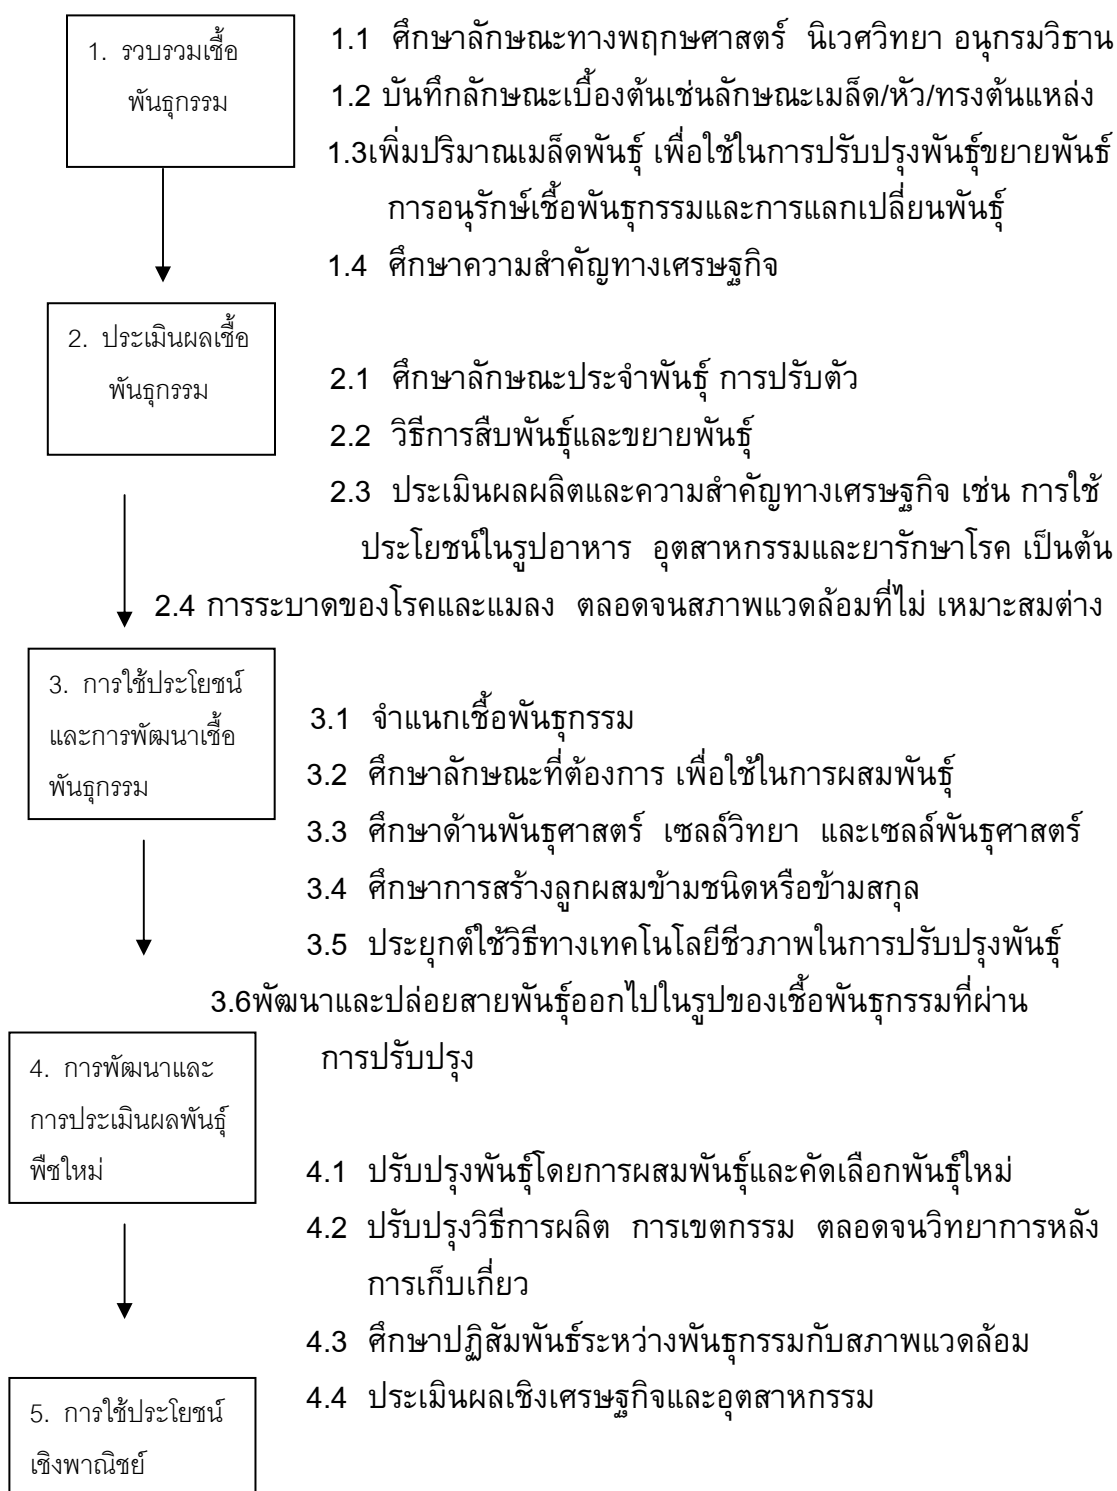 1. รวบรวมเชื้อ
พันธุกรรม
1.1 ศึกษาลักษณะทางพฤกษศาสตร์ นิเวศวิทยา อนุกรมวิธาน
1.2 บันทึกลักษณะเบื้องต้นเช่นลักษณะเมล็ด/หัว/ทรงต้นแหล่ง
1.3เพิ่มปริมาณเมล็ดพันธุ์ เพื่อใช้ในการปรับปรุงพันธุ์ขยายพันธ์
การอนุรักษ์เชื้อพันธุกรรมและการแลกเปลี่ยนพันธุ์
1.4 ศึกษาความสำคัญทางเศรษฐกิจ
2. ประเมินผลเชื้อ
พันธุกรรม
2.1 ศึกษาลักษณะประจำพันธุ์ การปรับตัว
2.2 วิธีการสืบพันธุ์และขยายพันธุ์
2.3 ประเมินผลผลิตและความสำคัญทางเศรษฐกิจ เช่น การใช้
ประโยชน์ในรูปอาหาร อุตสาหกรรมและยารักษาโรค เป็นต้น
2.4 การระบาดของโรคและแมลง ตลอดจนสภาพแวดล้อมที่ไม่ เหมาะสมต่าง
3. การใช้ประโยชน์
และการพัฒนาเชื้อ
พันธุกรรม
3.1 จำแนกเชื้อพันธุกรรม
3.2 ศึกษาลักษณะที่ต้องการ เพื่อใช้ในการผสมพันธุ์
3.3 ศึกษาด้านพันธุศาสตร์ เซลล์วิทยา และเซลล์พันธุศาสตร์
3.4 ศึกษาการสร้างลูกผสมข้ามชนิดหรือข้ามสกุล
3.5 ประยุกต์ใช้วิธีทางเทคโนโลยีชีวภาพในการปรับปรุงพันธุ์
3.6พัฒนาและปล่อยสายพันธุ์ออกไปในรูปของเชื้อพันธุกรรมที่ผ่าน
การปรับปรุง
4. การพัฒนาและ
การประเมินผลพันธุ์
พืชใหม่
4.1 ปรับปรุงพันธุ์โดยการผสมพันธุ์และคัดเลือกพันธุ์ใหม่
4.2 ปรับปรุงวิธีการผลิต การเขตกรรม ตลอดจนวิทยาการหลัง
การเก็บเกี่ยว
4.3 ศึกษาปฏิสัมพันธ์ระหว่างพันธุกรรมกับสภาพแวดล้อม
4.4 ประเมินผลเชิงเศรษฐกิจและอุตสาหกรรม
5. การใช้ประโยชน์
เชิงพาณิชย์